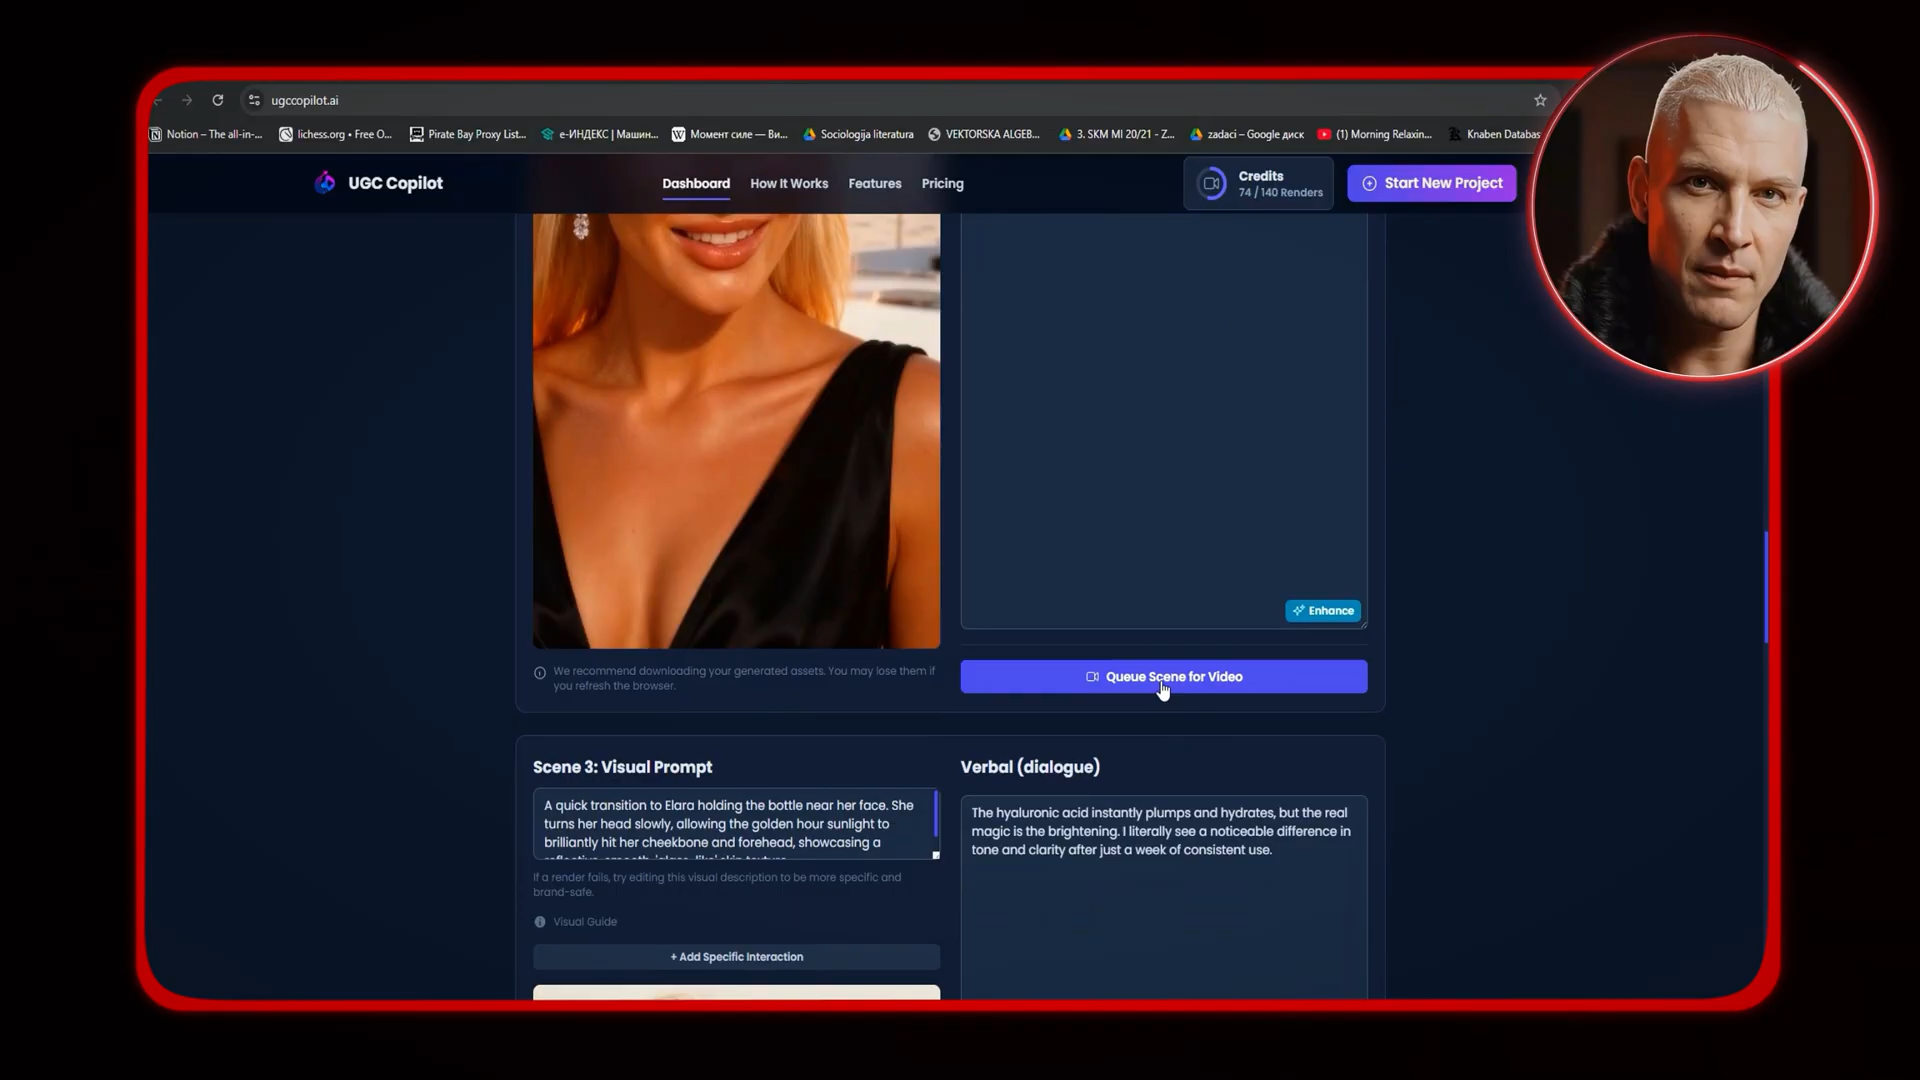 ugccopilot.ai
Notion – The all-in-... lichess.org • Free O... Pirate Bay Proxy List... е-ИНДЕКС | Машин... Момент силе — Ви... Sociologija literatura VEKTORSKA ALGEB... 3. SKM MI 20/21 - Z... zadaci – Google диск (1) Morning Relaxin... Knaben Databas
UGC Copilot
Dashboard How It Works Features Pricing
Credits
74 / 140 Renders
Start New Project
Enhance
We recommend downloading your generated assets. You may lose them if
you refresh the browser.
Queue Scene for Video
Scene 3: Visual Prompt
A quick transition to Elara holding the bottle near her face. She
turns her head slowly, allowing the golden hour sunlight to
brilliantly hit her cheekbone and forehead, showcasing a
reflective, smooth, 'glass-like' skin texture
If a render fails, try editing this visual description to be more specific and
brand-safe.
Visual Guide
+ Add Specific Interaction
Verbal (dialogue)
The hyaluronic acid instantly plumps and hydrates, but the real
magic is the brightening. I literally see a noticeable difference in
tone and clarity after just a week of consistent use.